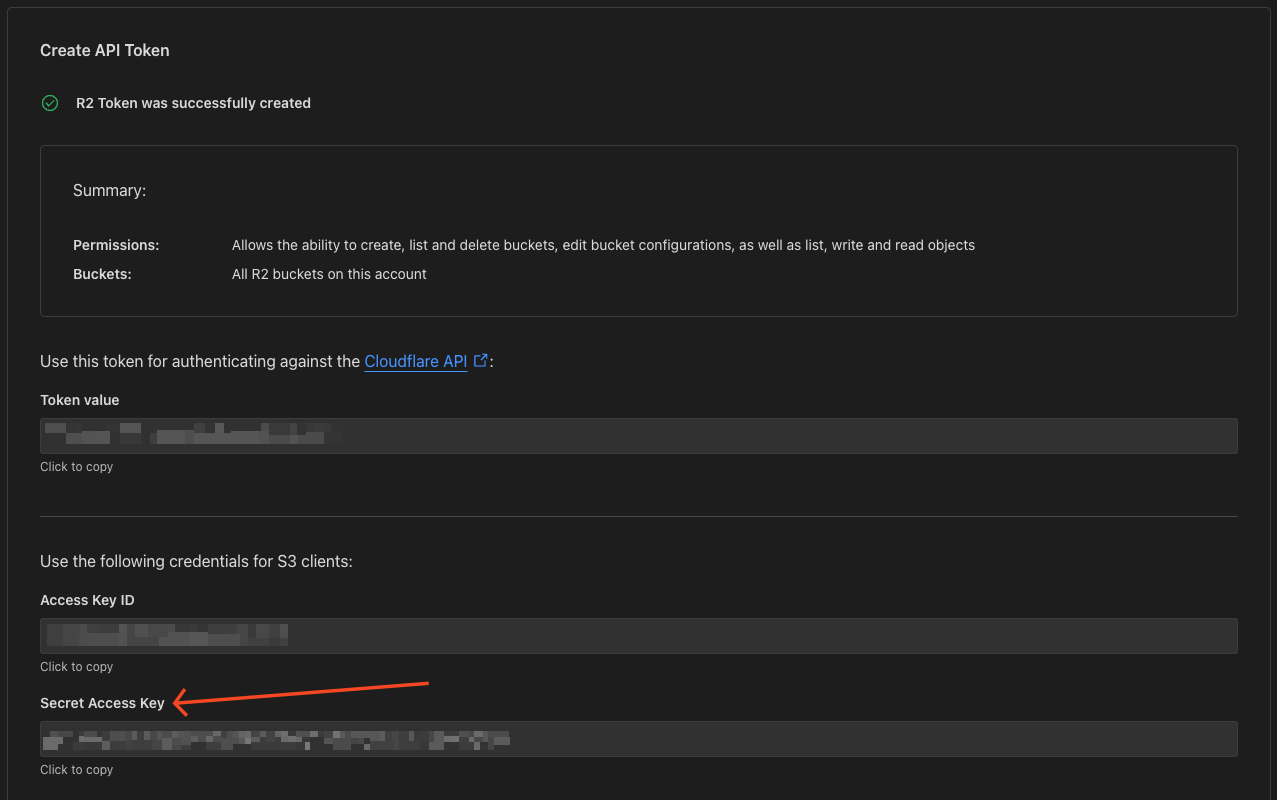 Create API Token
R2 Token was successfully created
Summary:
Permissions: Allows the ability to create, list and delete buckets, edit bucket configurations, as well as list, write and read objects
Buckets: All R2 buckets on this account
Use this token for authenticating against the Cloudflare API :
Token value
Click to copy
Use the following credentials for S3 clients:
Access Key ID
Click to copy
Secret Access Key
Click to copy